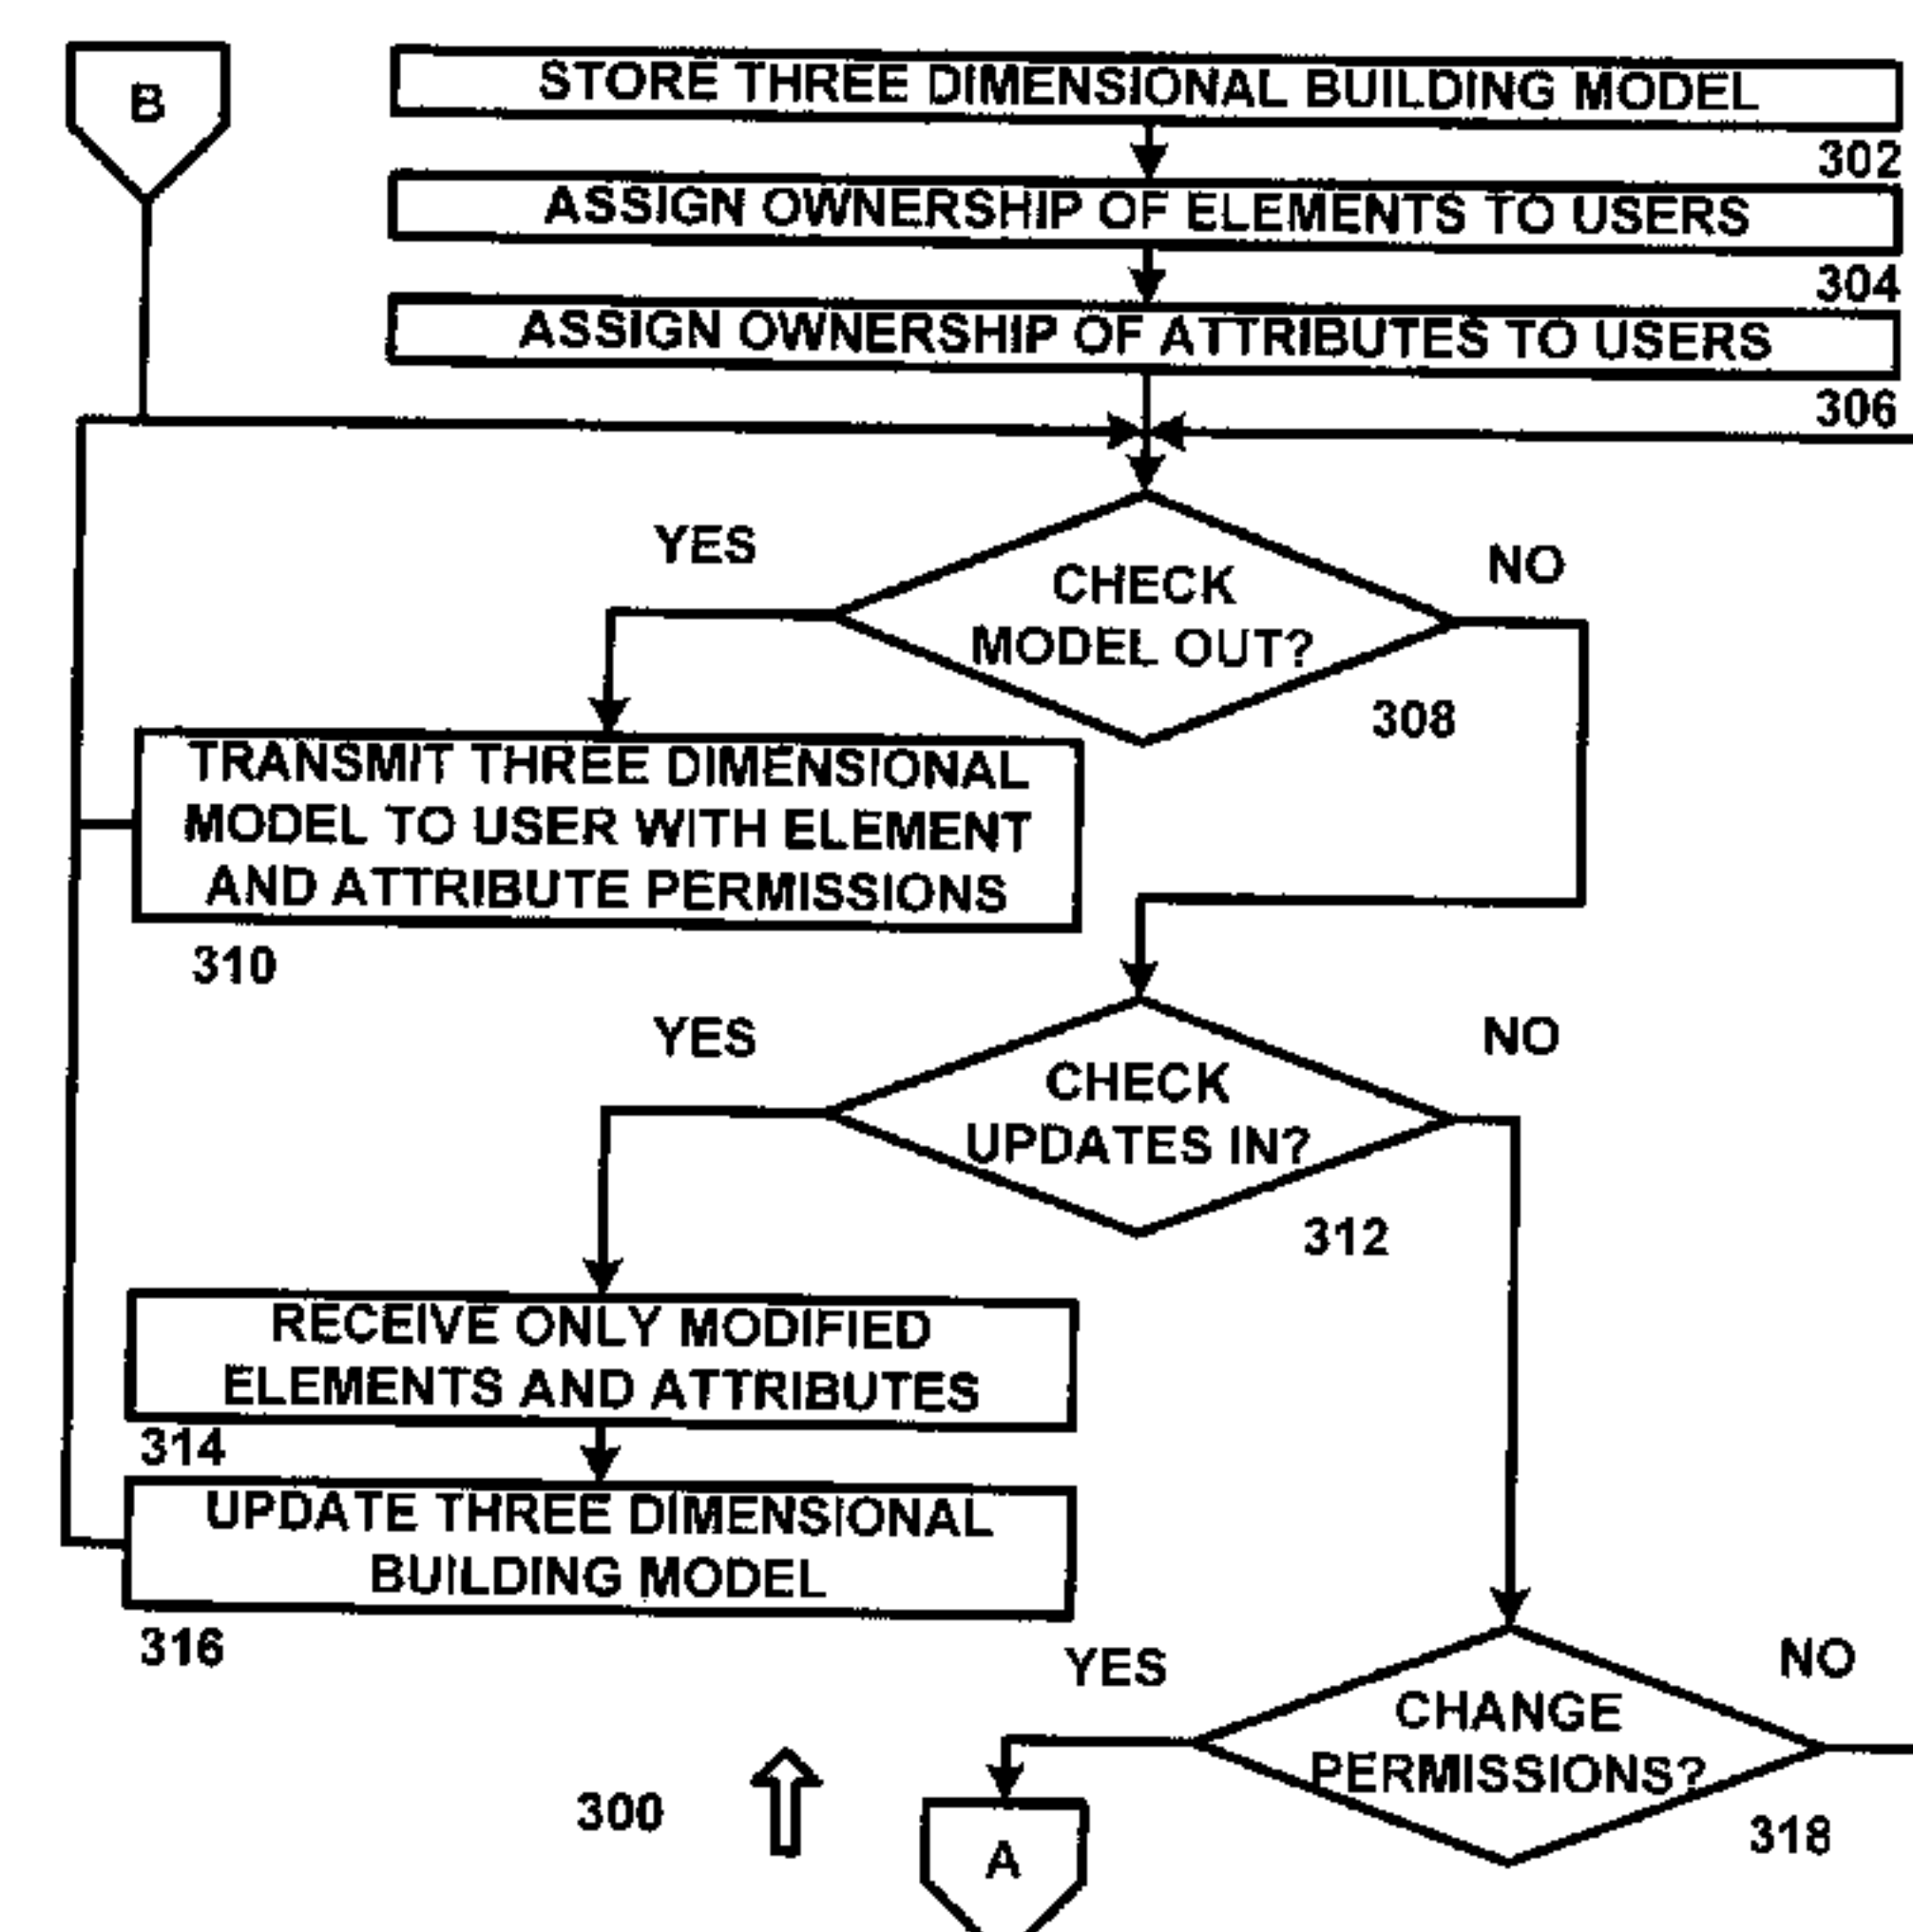 B
STORE THREE DIMENSIONAL BUILDING MODEL
302
ASSIGN OWNERSHIP OF ELEMENTS TO USERS
304
ASSIGN OWNERSHIP OF ATTRIBUTES TO USERS
306
YES
NO
CHECK
MODEL OUT?
308
TRANSMIT THREE DIMENSIONAL
MODEL TO USER WITH ELEMENT
AND ATTRIBUTE PERMISSIONS
310
YES
NO
CHECK
UPDATES IN?
312
RECEIVE ONLY MODIFIED
ELEMENTS AND ATTRIBUTES
314
UPDATE THREE DIMENSIONAL
BUILDING MODEL
316
YES
NO
CHANGE
PERMISSIONS?
318
300
A